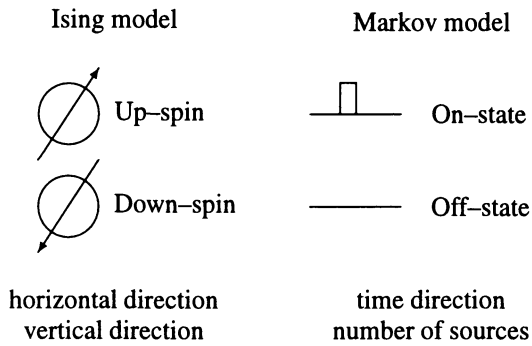 Ising model
Markov model
Up–spin
On–state
Down–spin
Off–state
horizontal direction
vertical direction
time direction
number of sources